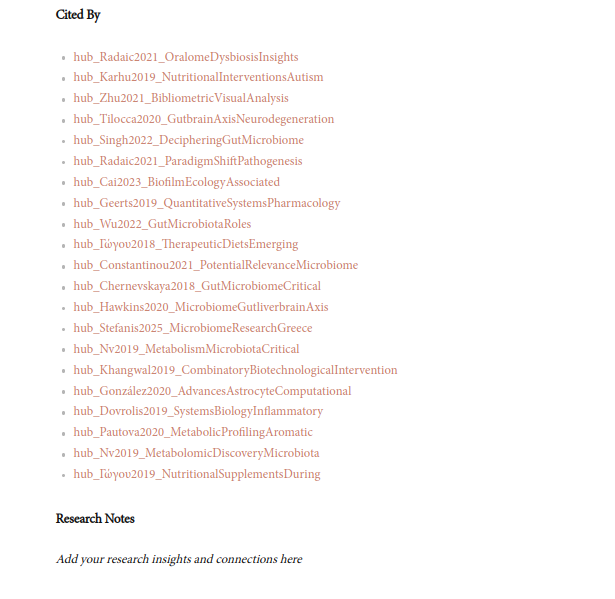 Cited By
hub_Radaic2021_OralomeDysbiosisInsights
hub_Karhu2019_NutritionalInterventionsAutism
hub_Zhu2021_BibliometricVisualAnalysis
hub_Tilocca2020_GutbrainAxisNeurodegeneration
hub_Singh2022_DecipheringGutMicrobiome
hub_Radaic2021_ParadigmShiftPathogenesis
hub_Cai2023_BiofilmEcologyAssociated
hub_Geerts2019_QuantitativeSystemsPharmacology
hub_Wu2022_GutMicrobiotaRoles
hub_Γώγου2018_TherapeuticDietsEmerging
hub_Constantinou2021_PotentialRelevanceMicrobiome
hub_Chernevskaya2018_GutMicrobiomeCritical
hub_Hawkins2020_MicrobiomeGutliverbrainAxis
hub_Stefanis2025_MicrobiomeResearchGreece
hub_Nv2019_MetabolismMicrobiotaCritical
hub_Khangwal2019_CombinatoryBiotechnologicalIntervention
hub_González2020_AdvancesAstrocyteComputational
hub_Dovrolis2019_SystemsBiologyInflammatory
hub_Pautova2020_MetabolicProfilingAromatic
hub_Nv2019_MetabolomicDiscoveryMicrobiota
hub_Γώγου2019_NutritionalSupplementsDuring
Research Notes
Add your research insights and connections here